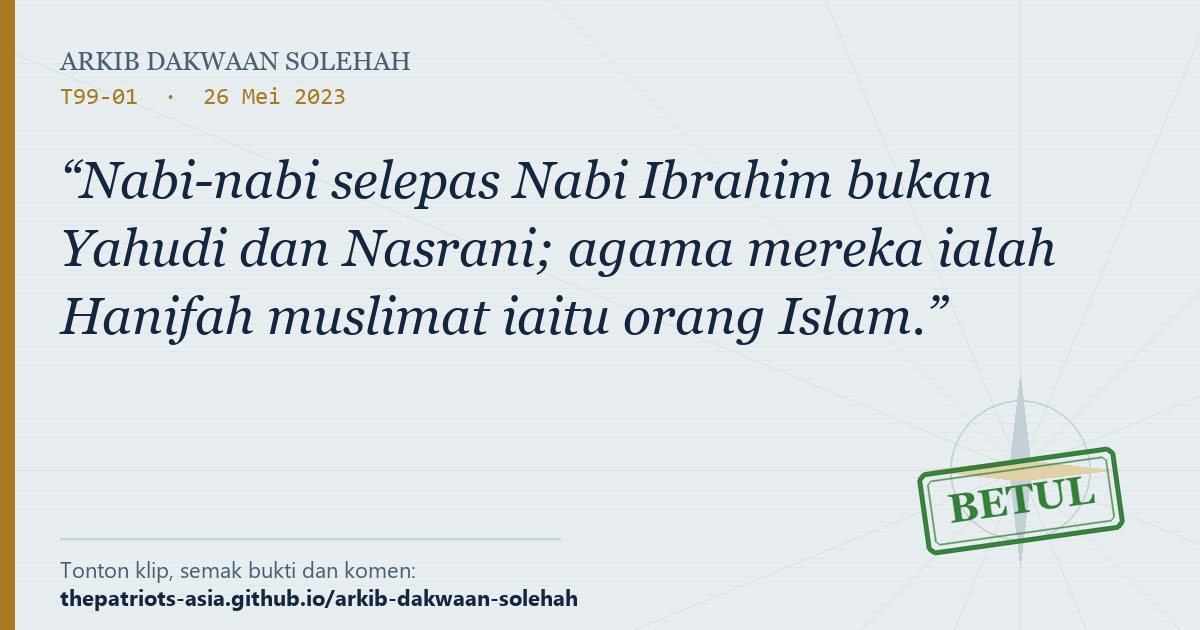 ARKIB DAKWAAN SOLEHAH
T99-01 · 26 Mei 2023
“Nabi-nabi selepas Nabi Ibrahim bukan
Yahudi dan Nasrani; agama mereka ialah
Hanifah muslimat iaitu orang Islam.”
BETUL
Tonton klip, semak bukti dan komen:
thepatriots-asia.github.io/arkib-dakwaan-solehah